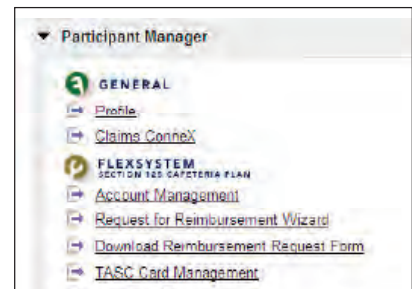 Participant Manager
GENERAL
Profile
Claims ConneX
FLEXSYSTEM
SECTION 125 CAFETERIA PLAN
Account Management
Request for Reimbursement Wizard
Download Reimbursement Request Form
TASC Card Management